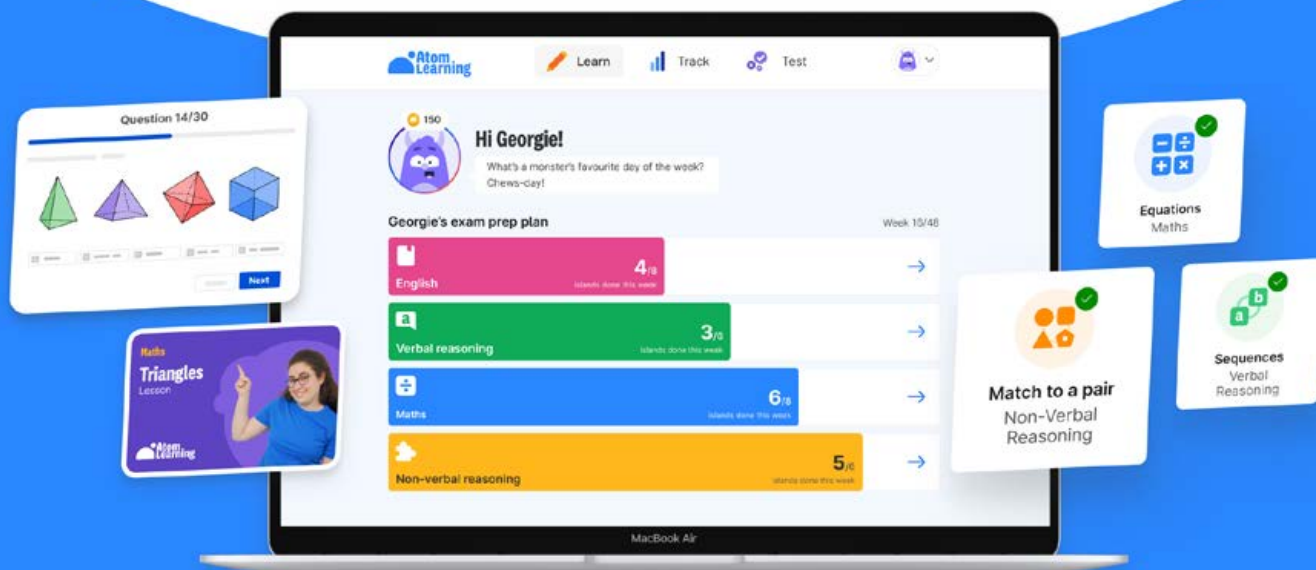 Atom
Learning
Learn
Track
Test
Question 14/30
Next
150
Hi Georgie!
What's a monster's favourite day of the week?
Chews-day!
Georgie's exam prep plan
Week 10/48
English
4/8
islands done this week
Verbal reasoning
3/
islands done this week
Maths
6/8
islands done this week
Non-verbal reasoning
5/
islands done this week
Maths
Triangles
Lesson
Atom
Learning
Equations
Maths
Match to a pair
Non-Verbal
Reasoning
a b
Sequences
Verbal
Reasoning
MacBook Air